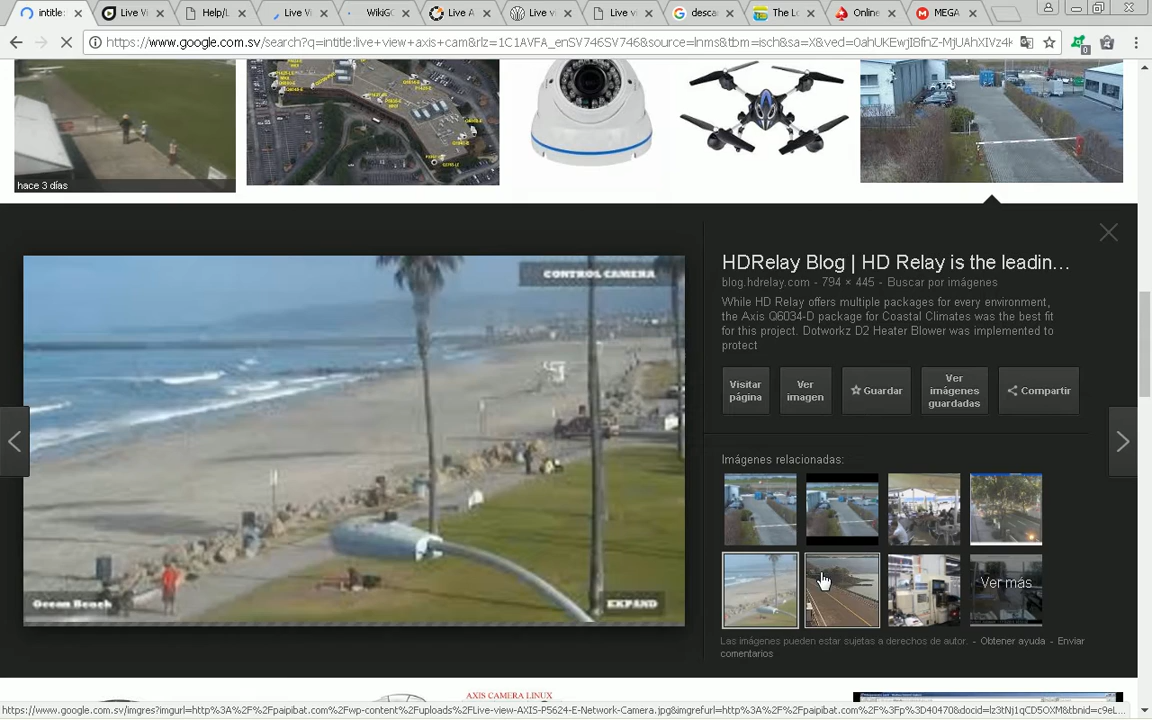 intitle:
Live Vi
Help/L
Live Vi
WikiGC
Live A
Live v
Live v
descar
The Lo
Online
MEGA
https://www.google.com.sv/search?q=intitle:live+view+axis+cam&rlz=1C1AVFA_enSV746SV746&source=lnms&tbm=isch&sa=X&ved=0ahUKEwjI8fnZ-MjUAhXIVz4K
0
hace 3 días
CONTROL CAMERA
Ocean Beach
EXPAND
HDRelay Blog | HD Relay is the leadin...
blog.hdrelay.com - 794 × 445 - Buscar por imágenes
While HD Relay offers multiple packages for every environment,
the Axis Q6034-D package for Coastal Climates was the best fit
for this project. Dotworkz D2 Heater Blower was implemented to
protect
Visitar página
Ver imagen
Guardar
Ver imágenes guardadas
Compartir
Imágenes relacionadas:
Ver más
Las imágenes pueden estar sujetas a derechos de autor. - Obtener ayuda - Enviar
comentarios
AXIS CAMERA LINUX
https://www.google.com.sv/imgres?imgurl=http%3A%2F%2Fpaipibat.com%2Fwp-content%2Fuploads%2FLive-view-AXIS-P5624-E-Network-Camera.jpg&imgrefurl=http%3A%2F%2Fpaipibat.com%2F%3Fp%3D40470&docid=lz3tNj1qCD5OXM&tbnid=c9eL...